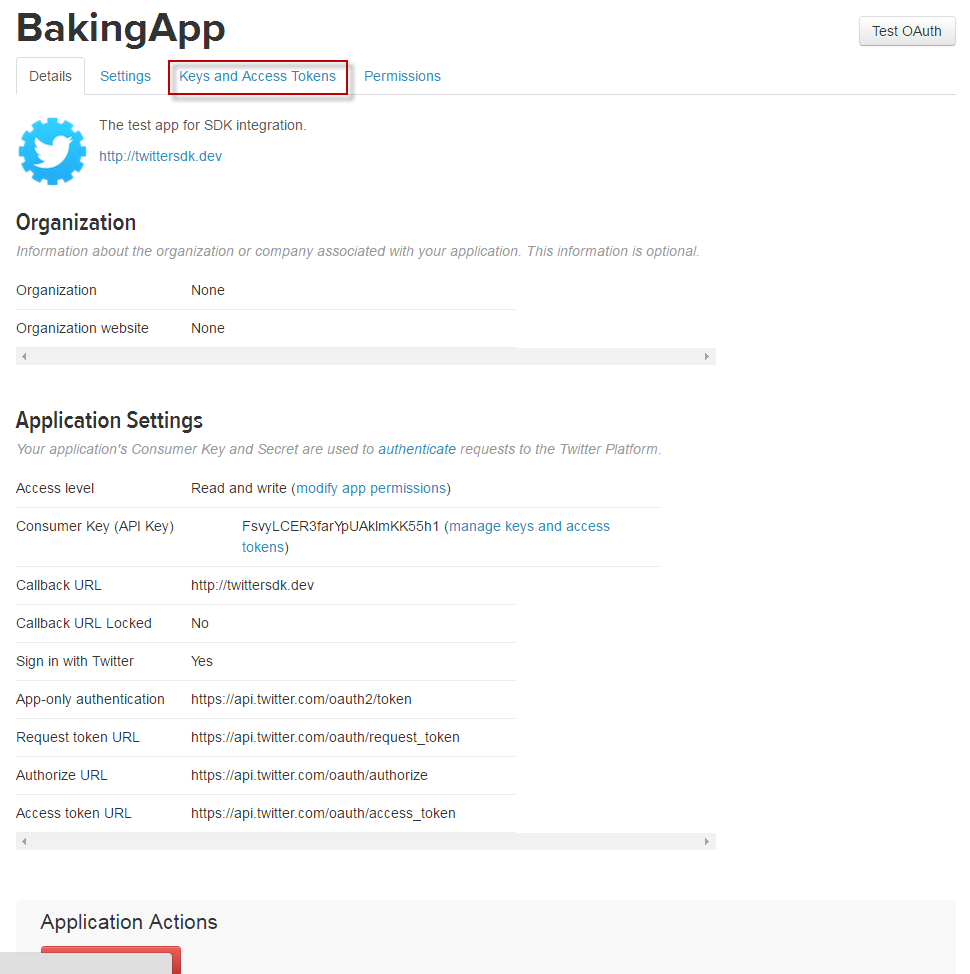 BakingApp
Test OAuth
Details Settings Keys and Access Tokens Permissions
The test app for SDK integration.
http://twittersdk.dev
Organization
Information about the organization or company associated with your application. This information is optional.
Organization None
Organization website None
Application Settings
Your application's Consumer Key and Secret are used to authenticate requests to the Twitter Platform.
Access level Read and write (modify app permissions)
Consumer Key (API Key) FsvyLCER3farYpUAklmKK55h1 (manage keys and access
tokens)
Callback URL http://twittersdk.dev
Callback URL Locked No
Sign in with Twitter Yes
App-only authentication https://api.twitter.com/oauth2/token
Request token URL https://api.twitter.com/oauth/request_token
Authorize URL https://api.twitter.com/oauth/authorize
Access token URL https://api.twitter.com/oauth/access_token
Application Actions